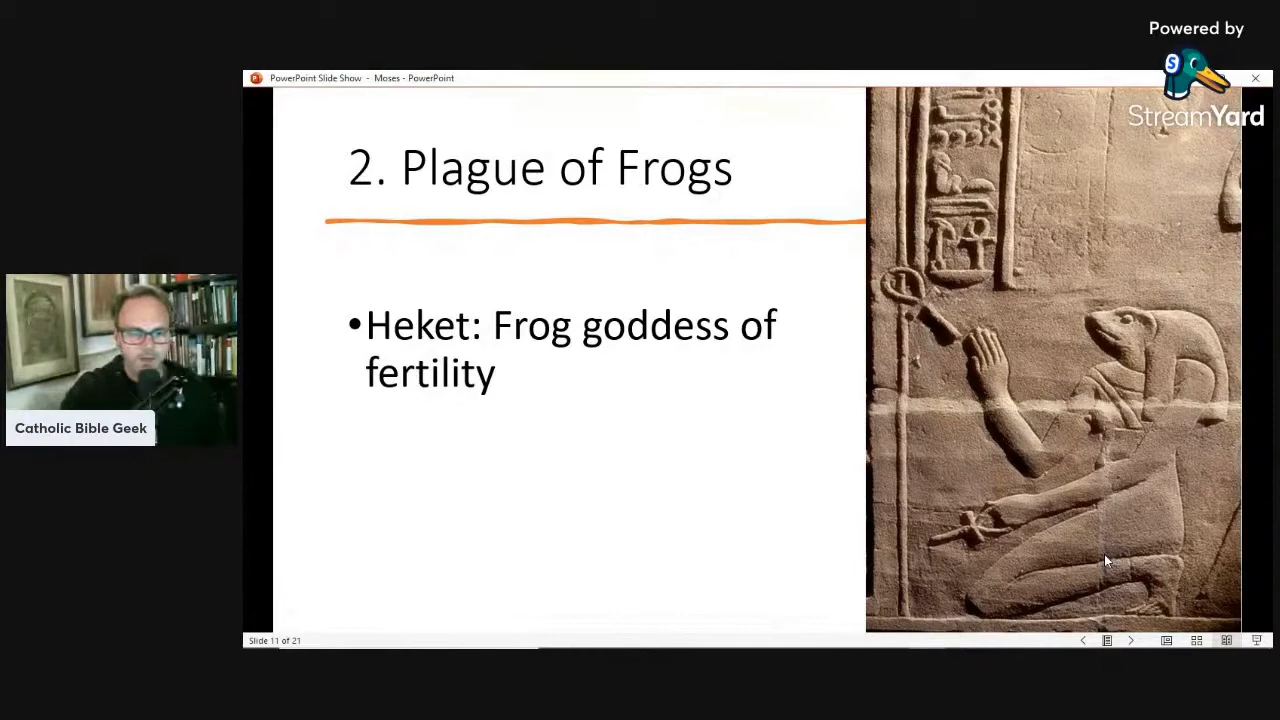 Powered by
StreamYard
PowerPoint Slide Show - Moses - PowerPoint
2. Plague of Frogs
•Heket: Frog goddess of
fertility
Catholic Bible Geek
Slide 11 of 21